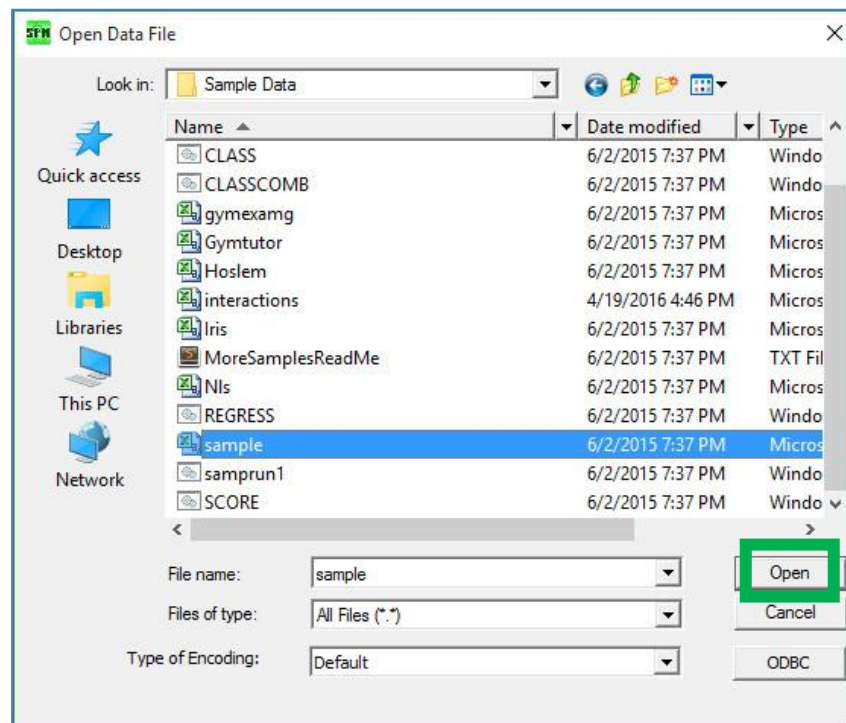 SPM Open Data File
Look in: Sample Data
Name Date modified Type
CLASS 6/2/2015 7:37 PM Windo
CLASSCOMB 6/2/2015 7:37 PM Windo
gymexamg 6/2/2015 7:37 PM Micros
Gymtutor 6/2/2015 7:37 PM Micros
Hoslem 6/2/2015 7:37 PM Micros
interactions 4/19/2016 4:46 PM Micros
Iris 6/2/2015 7:37 PM Micros
MoreSamplesReadMe 6/2/2015 7:37 PM TXT Fil
Nls 6/2/2015 7:37 PM Micros
REGRESS 6/2/2015 7:37 PM Windo
sample 6/2/2015 7:37 PM Micros
samprun1 6/2/2015 7:37 PM Windo
SCORE 6/2/2015 7:37 PM Windo
Quick access
Desktop
Libraries
This PC
Network
File name: sample Open
Files of type: All Files (*.*) Cancel
Type of Encoding: Default ODBC